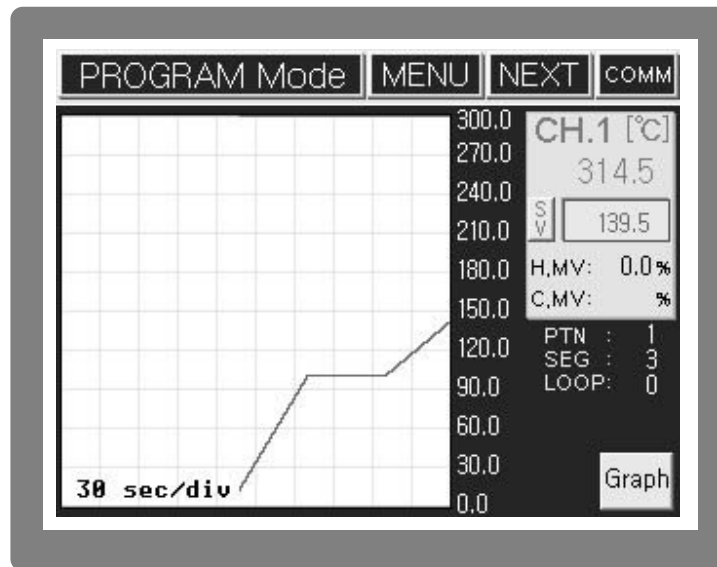 PROGRAM Mode MENU NEXT COMM
300.0
270.0
240.0
210.0
180.0
150.0
120.0
90.0
60.0
30.0
0.0
30 sec/div
CH.1 [℃]
314.5
SV 139.5
H,MV: 0.0 %
C,MV: %
PTN : 1
SEG : 3
LOOP: 0
Graph